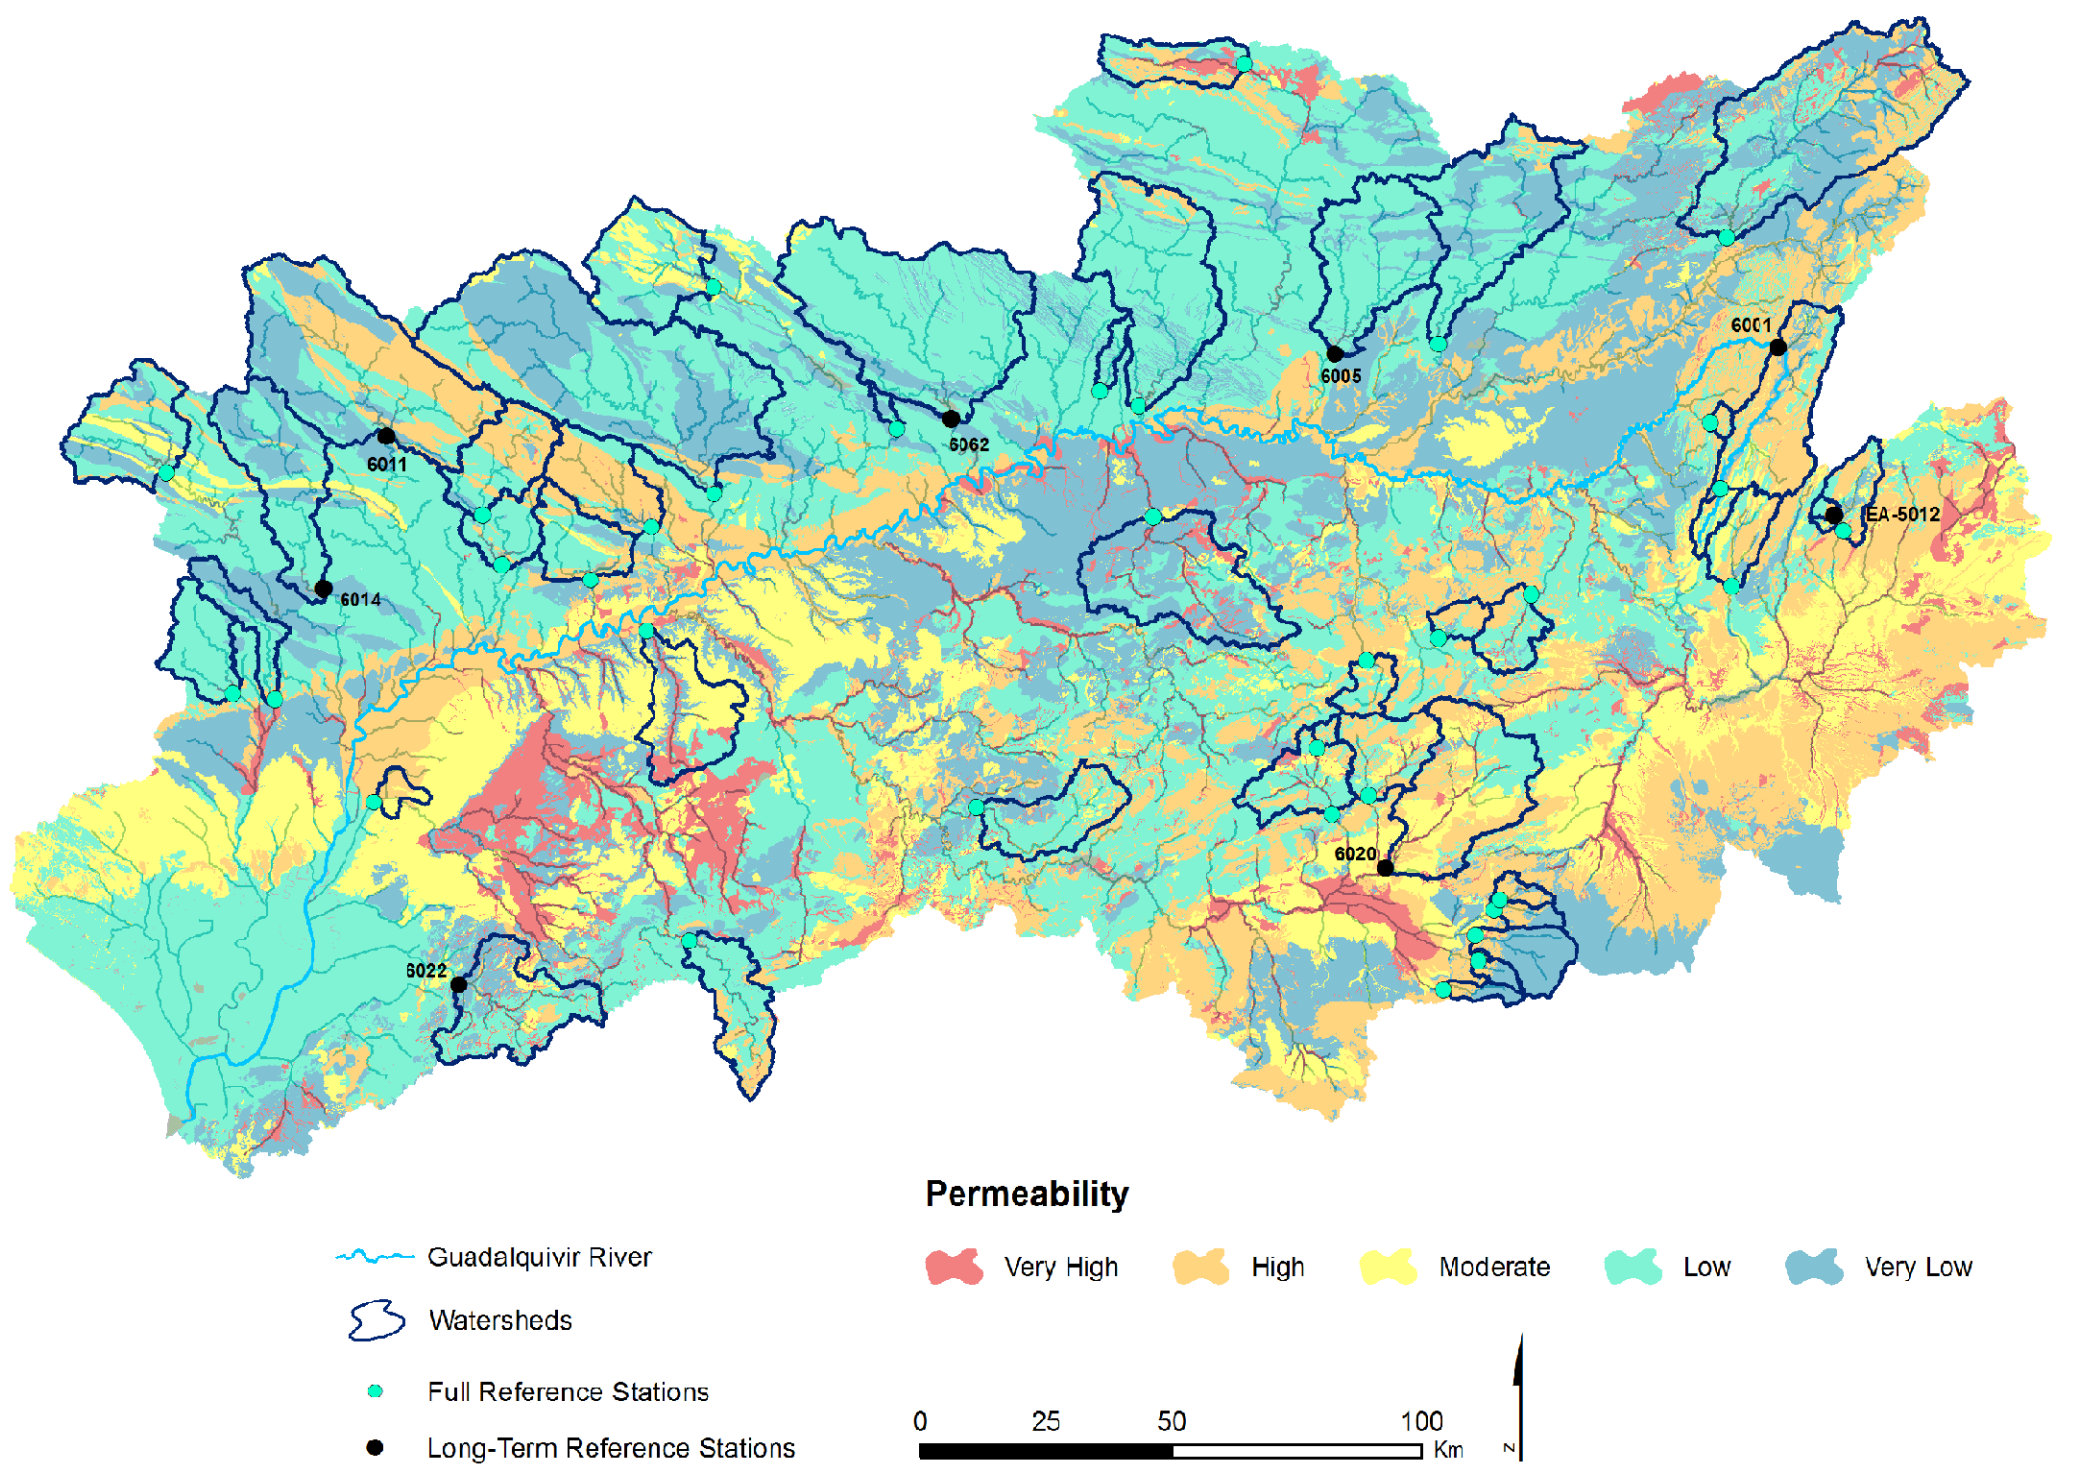 6001
6005
6062
6011
EA-5012
6014
6020
6022
Permeability
Guadalquivir River
Very High
High
Moderate
Low
Very Low
Watersheds
Full Reference Stations
Long-Term Reference Stations
0 25 50 100
Km
N